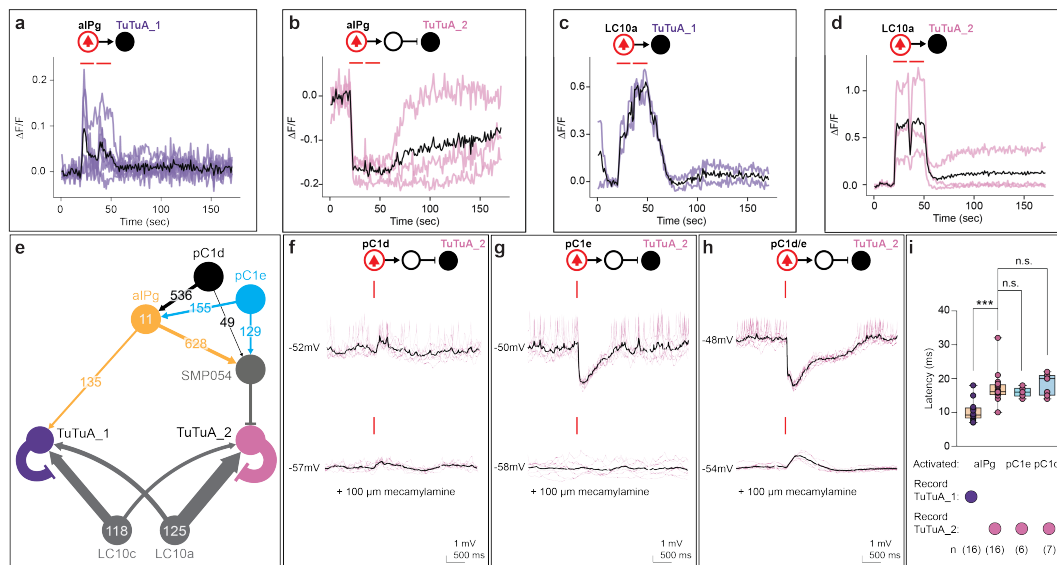 a
aIPg TuTuA_1
ΔF/F
0.2
0.1
0.0
0 50 100 150
Time (sec)
b
aIPg TuTuA_2
ΔF/F
0.0
-0.1
-0.2
0 50 100 150
Time (sec)
c
LC10a TuTuA_1
ΔF/F
0.6
0.4
0.2
0.0
0 50 100 150
Time (sec)
d
LC10a TuTuA_2
ΔF/F
1.0
0.5
0.0
0 50 100 150
Time (sec)
e
pC1d
pC1e
aIPg
536
155
11
49
129
628
SMP054
135
TuTuA_1
TuTuA_2
118
125
LC10c
LC10a
f
pC1d TuTuA_2
-52mV
-57mV
+ 100 µm mecamylamine
1 mV
500 ms
g
pC1e TuTuA_2
-50mV
-58mV
+ 100 µm mecamylamine
1 mV
500 ms
h
pC1d/e TuTuA_2
-48mV
-54mV
+ 100 µm mecamylamine
1 mV
500 ms
i
n.s.
n.s.
***
Latency (ms)
40
30
20
10
0
Activated: aIPg pC1e
Record
TuTuA_1:
Record
TuTuA_2:
n (16) (16) (6) (7)